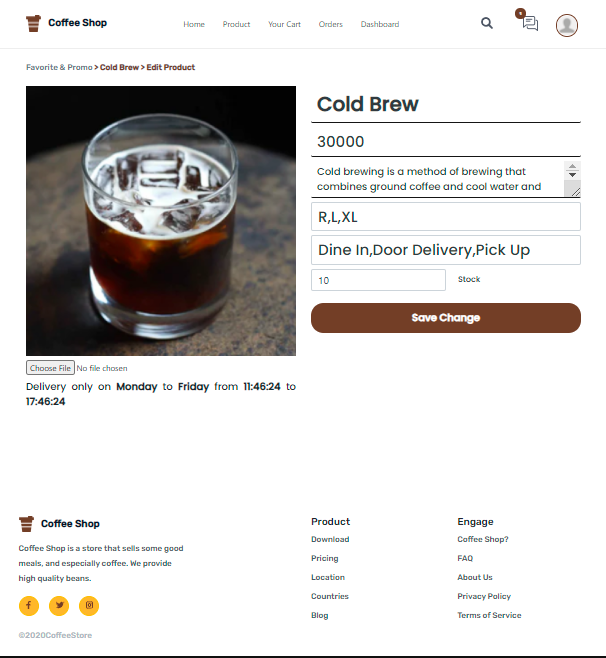 Coffee Shop
Home Product Your Cart Orders Dashboard
Favorite & Promo > Cold Brew > Edit Product
Cold Brew
30000
Cold brewing is a method of brewing that
combines ground coffee and cool water and
R,L,XL
Dine In,Door Delivery,Pick Up
10 Stock
Save Change
Choose File No file chosen
Delivery only on Monday to Friday from 11:46:24 to
17:46:24
Coffee Shop
Coffee Shop is a store that sells some good
meals, and especially coffee. We provide
high quality beans.
©2020CoffeeStore
Product
Download
Pricing
Location
Countries
Blog
Engage
Coffee Shop?
FAQ
About Us
Privacy Policy
Terms of Service